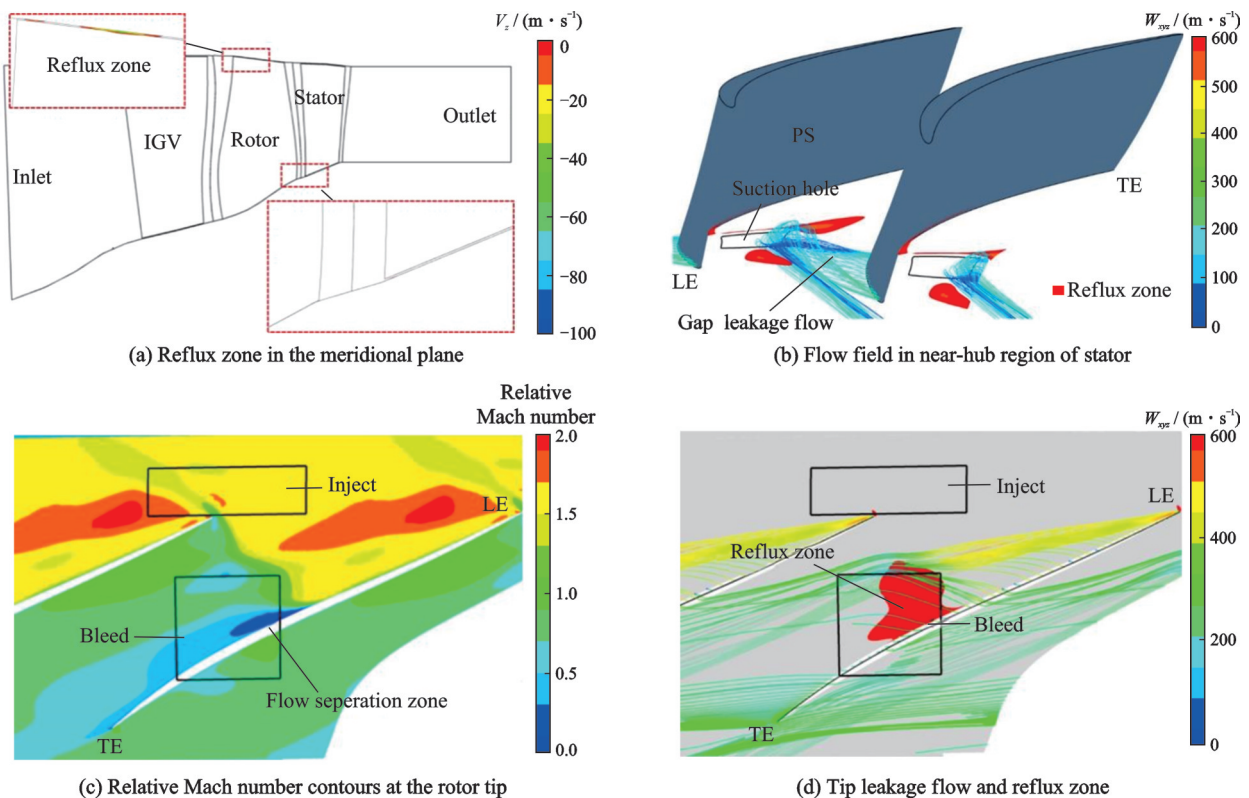 V_z / (m · s⁻¹)
0
−20
−40
−60
−80
−100
Reflux zone
Inlet
IGV
Rotor
Stator
Outlet
(a) Reflux zone in the meridional plane
W_xyz / (m · s⁻¹)
600
500
400
300
200
100
0
PS
TE
Suction hole
LE
Reflux zone
Gap leakage flow
(b) Flow field in near-hub region of stator
Relative
Mach number
2.0
1.5
1.0
0.5
0.0
Inject
LE
Bleed
Flow seperation zone
TE
(c) Relative Mach number contours at the rotor tip
W_xyz / (m · s⁻¹)
600
400
200
0
Inject
LE
Reflux zone
Bleed
TE
(d) Tip leakage flow and reflux zone